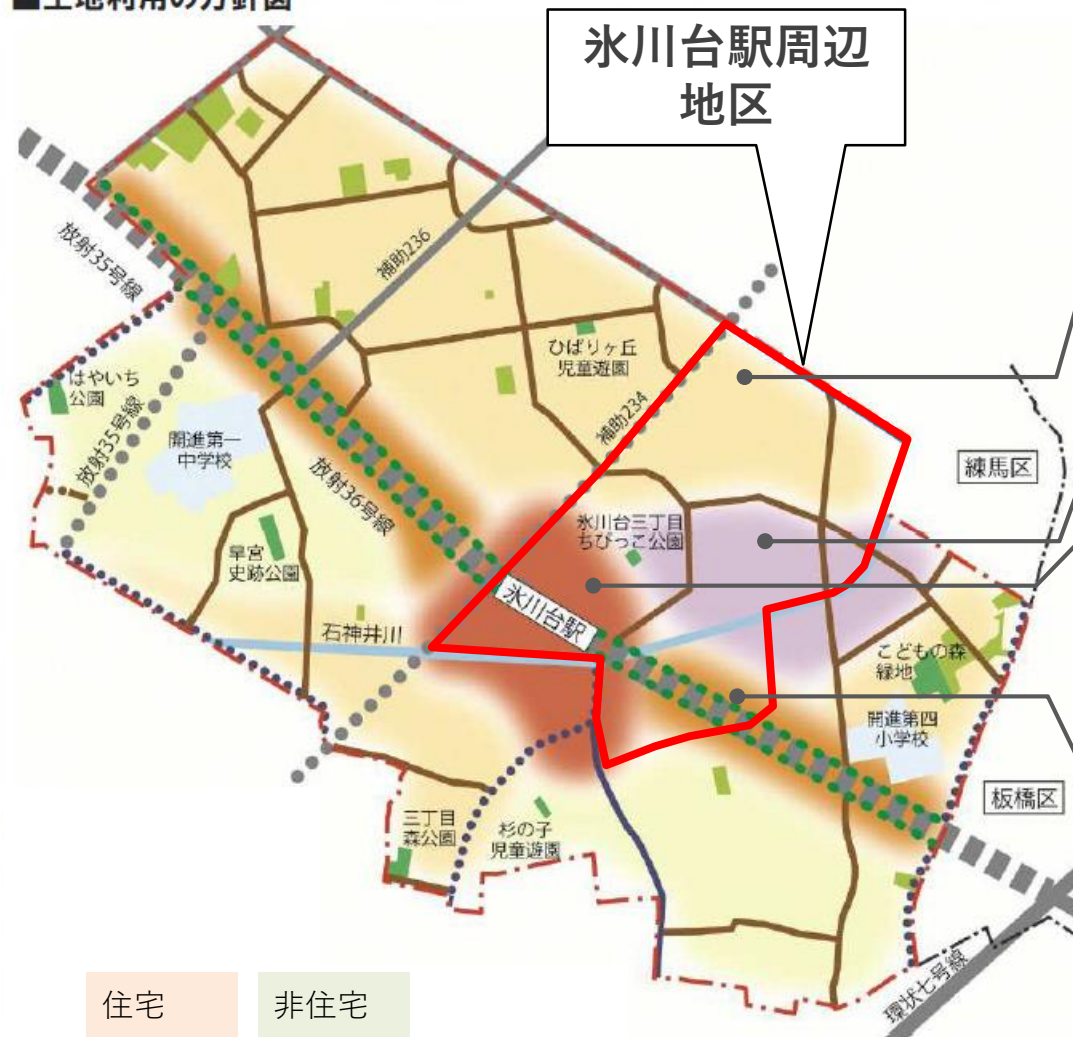 ■土地利用の方針図
氷川台駅周辺
地区
放射35号線
補助236
ひばりヶ丘
児童遊園
補助234
はやいち
公園
放射35号線
開進第一
中学校
放射36号線
練馬区
氷川台三丁目
ちびっこ公園
早宮
史跡公園
氷川台駅
石神井川
こどもの森
緑地
開進第四
小学校
板橋区
三丁目
森公園
杉の子
児童遊園
環状七号線
住宅
非住宅